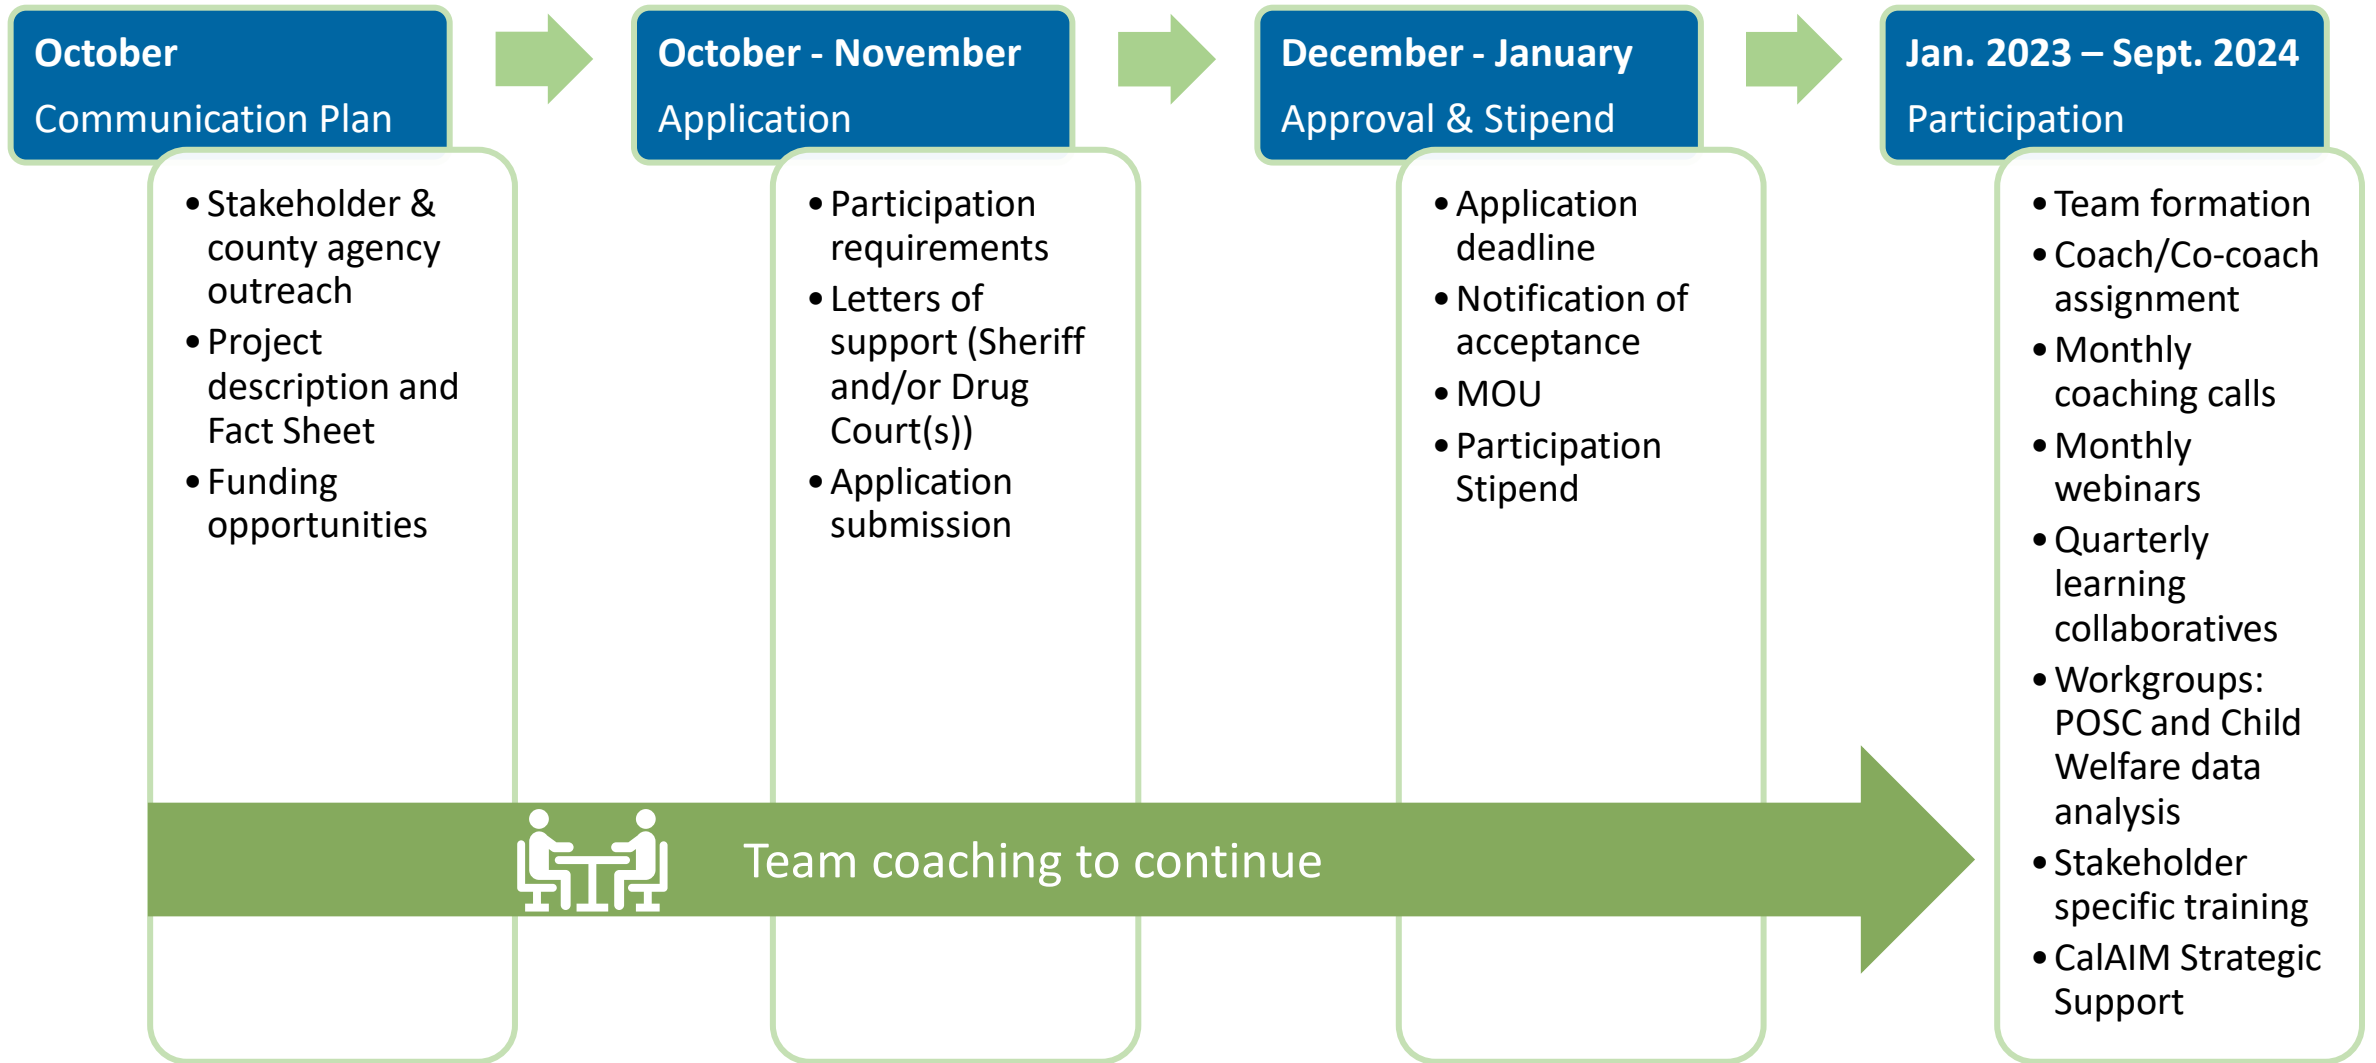 October
Communication Plan
• Stakeholder &
county agency
outreach
• Project
description and
Fact Sheet
• Funding
opportunities
October - November
Application
• Participation
requirements
• Letters of
support (Sheriff
and/or Drug
Court(s))
• Application
submission
December - January
Approval & Stipend
• Application
deadline
• Notification of
acceptance
• MOU
• Participation
Stipend
Jan. 2023 – Sept. 2024
Participation
• Team formation
• Coach/Co-coach
assignment
• Monthly
coaching calls
• Monthly
webinars
• Quarterly
learning
collaboratives
• Workgroups:
POSC and Child
Welfare data
analysis
• Stakeholder
specific training
• CalAIM Strategic
Support
Team coaching to continue